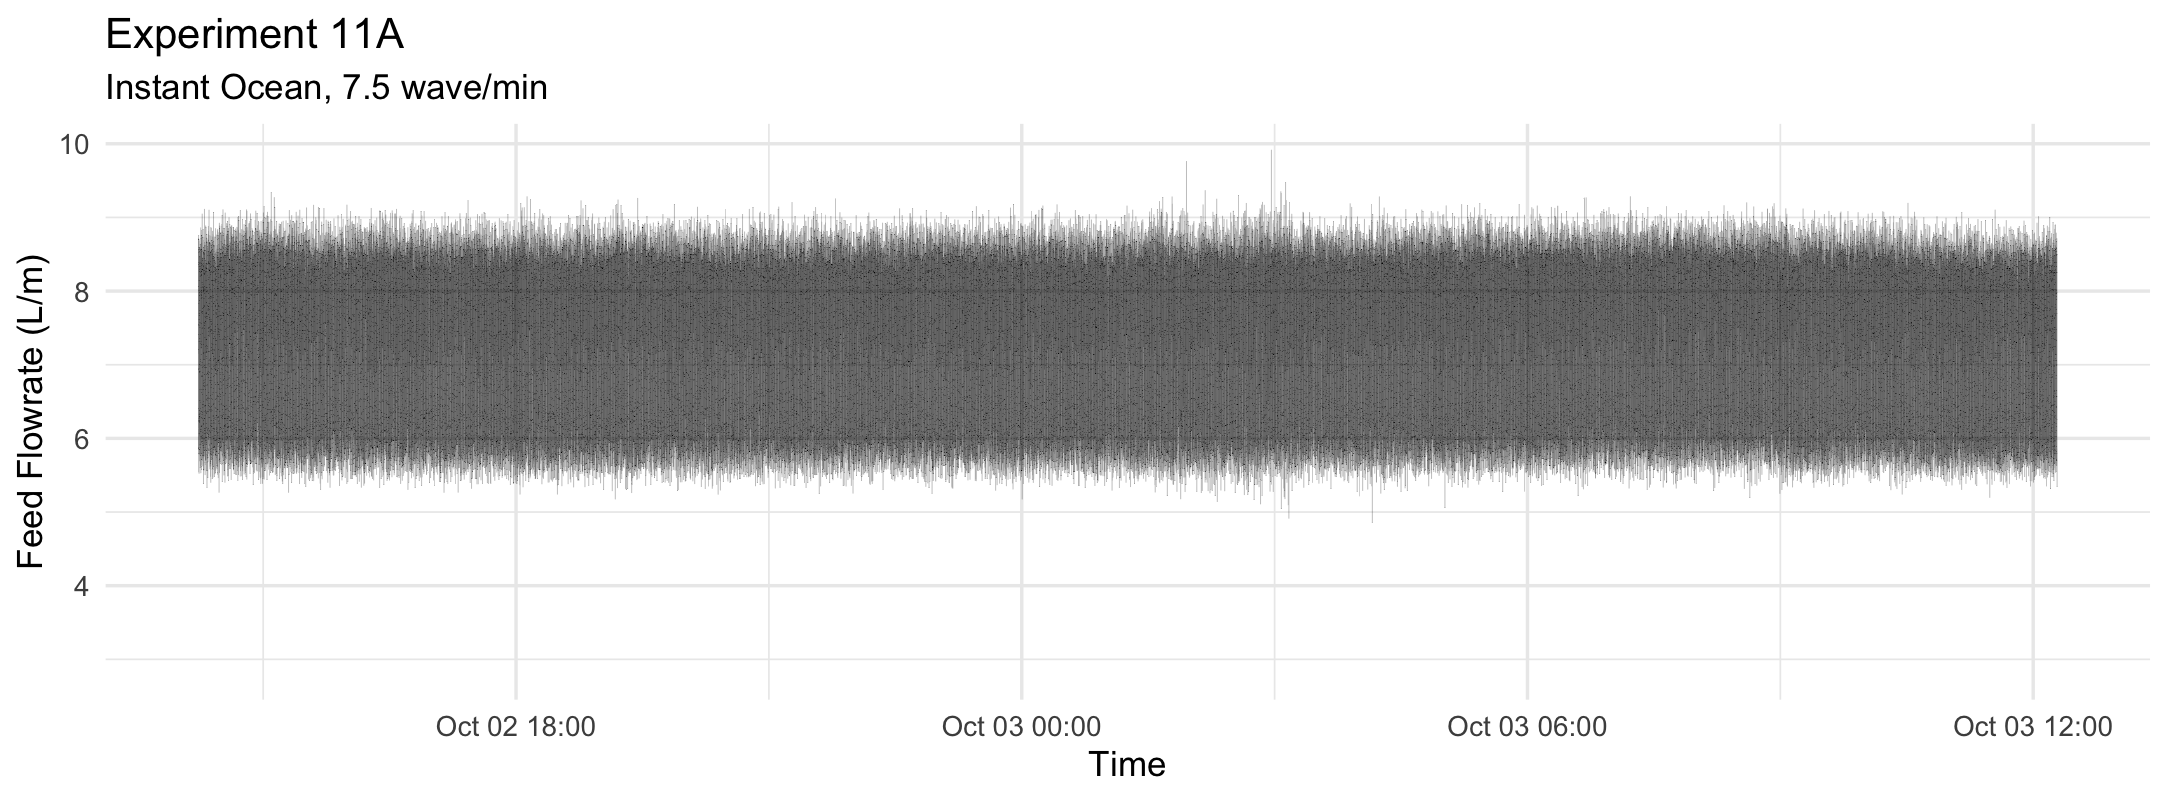 Experiment 11A
Instant Ocean, 7.5 wave/min
Feed Flowrate (L/m)
10
8
6
4
Oct 02 18:00
Oct 03 00:00
Oct 03 06:00
Oct 03 12:00
Time